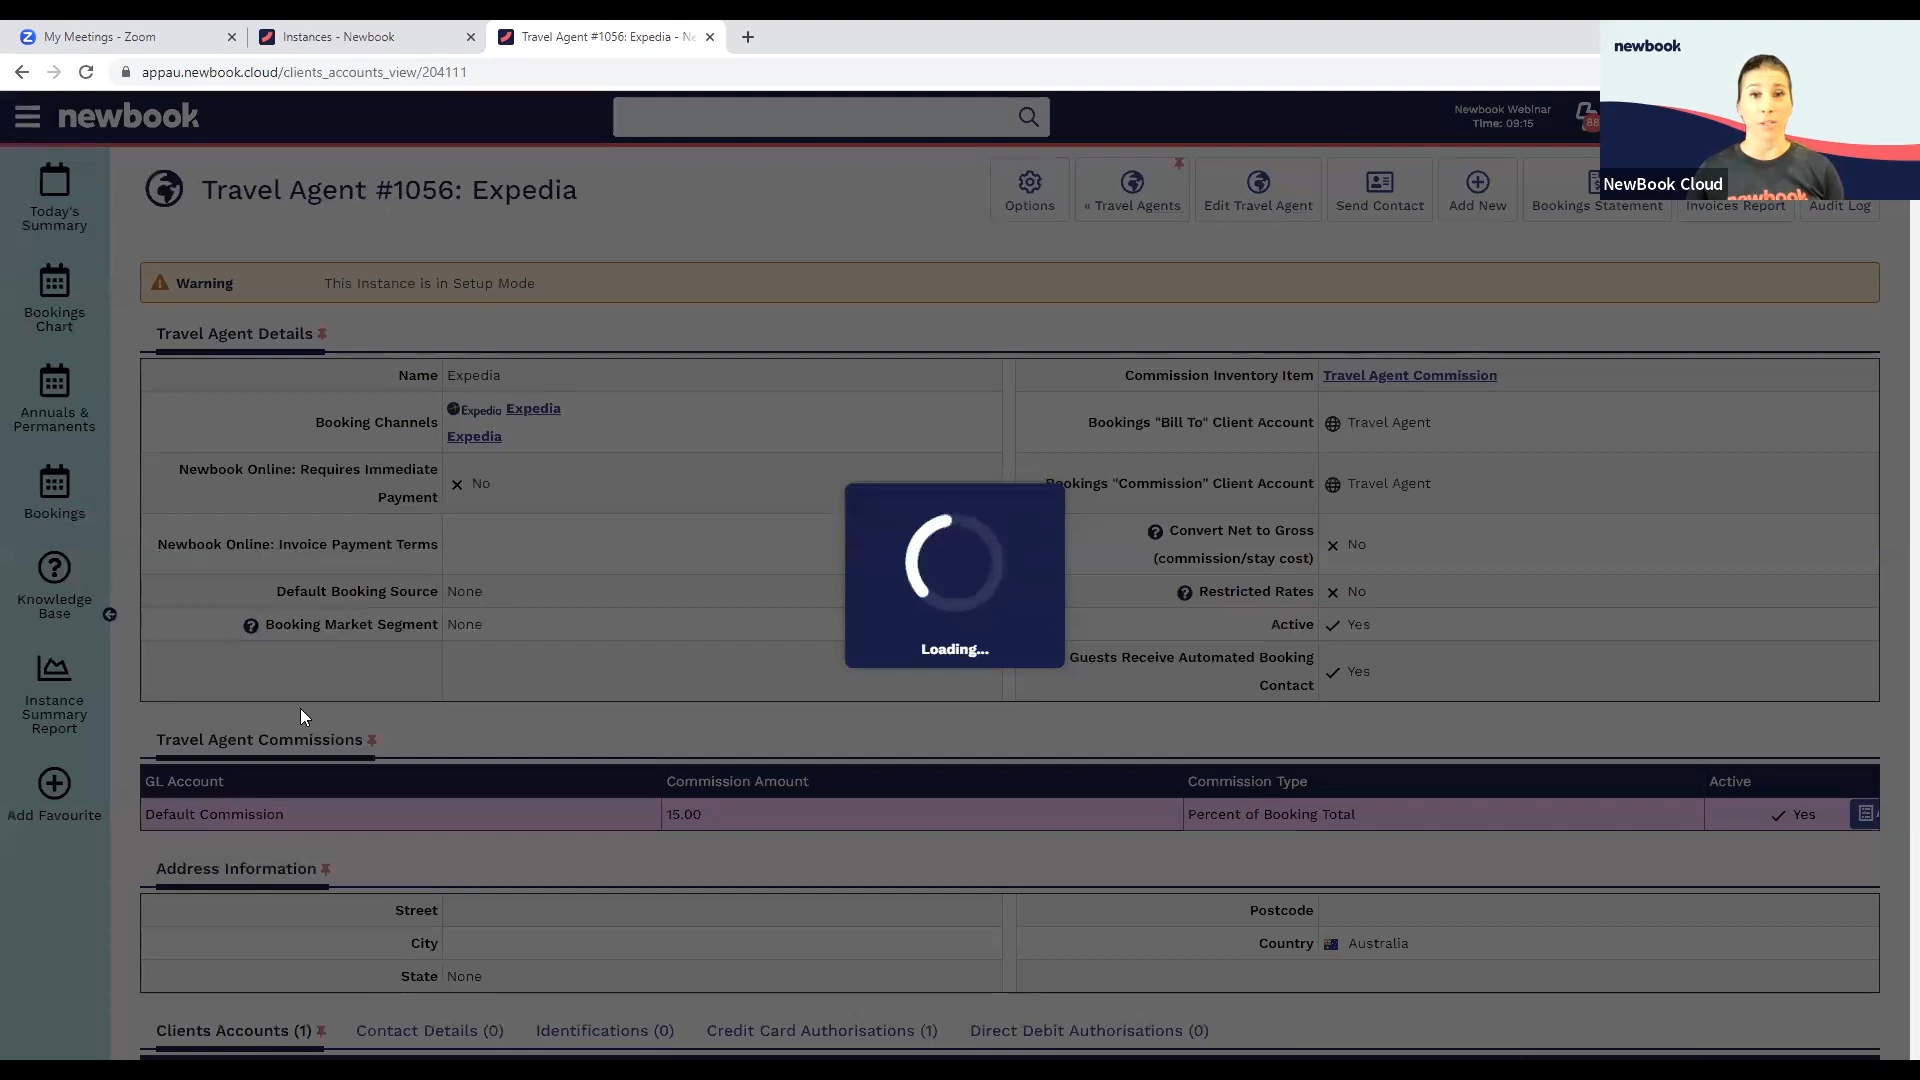 My Meetings - Zoom
Instances - Newbook
Travel Agent #1056: Expedia - Ne
appau.newbook.cloud/clients_accounts_view/204111
newbook
newbook
Newbook Webinar
Time: 09:15
88
newbook
NewBook Cloud
Travel Agent #1056: Expedia
Options
« Travel Agents
Edit Travel Agent
Send Contact
Add New
Bookings Statement
Invoices Report
Audit Log
Today's
Summary
Bookings
Chart
Annuals &
Permanents
Bookings
Knowledge
Base
Instance
Summary
Report
Add Favourite
Warning This Instance is in Setup Mode
Travel Agent Details
Name Expedia
Booking Channels Expedia Expedia
Expedia
Newbook Online: Requires Immediate
Payment No
Newbook Online: Invoice Payment Terms
Default Booking Source None
Booking Market Segment None
Commission Inventory Item Travel Agent Commission
Bookings "Bill To" Client Account Travel Agent
Bookings "Commission" Client Account Travel Agent
Convert Net to Gross
(commission/stay cost) No
Restricted Rates No
Active Yes
Guests Receive Automated Booking
Contact Yes
Loading...
Travel Agent Commissions
GL Account Commission Amount Commission Type Active
Default Commission 15.00 Percent of Booking Total Yes
Address Information
Street
City
State None
Postcode
Country Australia
Clients Accounts (1) Contact Details (0) Identifications (0) Credit Card Authorisations (1) Direct Debit Authorisations (0)